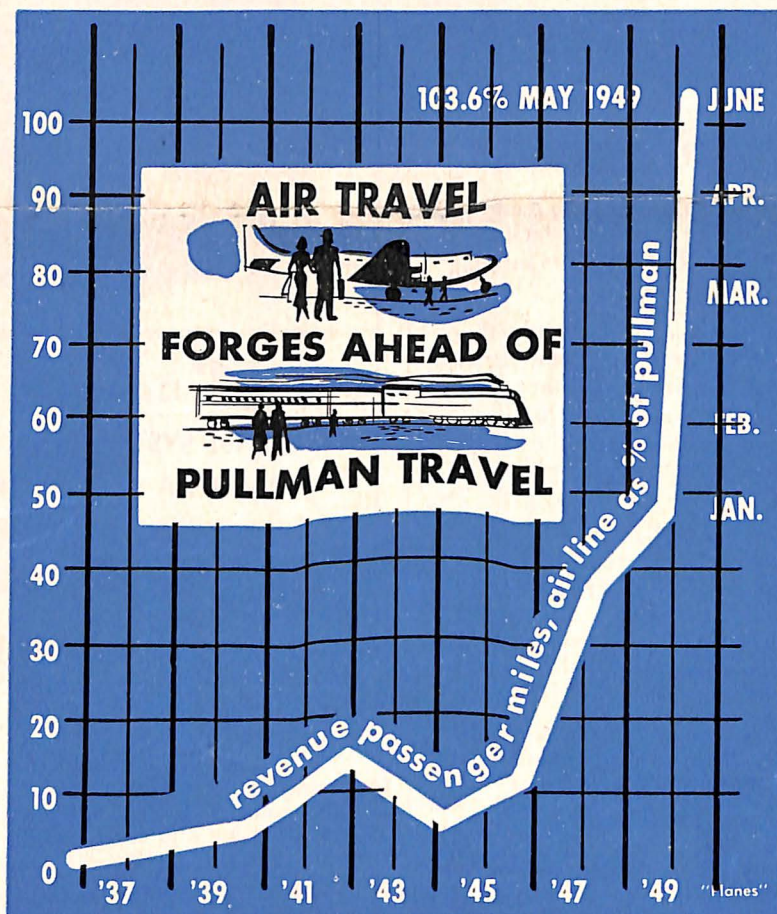 103.6% MAY 1949
JUNE
100
90
APR.
80
MAR.
70
60
FEB.
50
JAN.
40
30
20
10
0
AIR TRAVEL
FORGES AHEAD OF
PULLMAN TRAVEL
revenue passenger miles, airline as % of pullman
'37 '39 '41 '43 '45 '47 '49
"Planes"